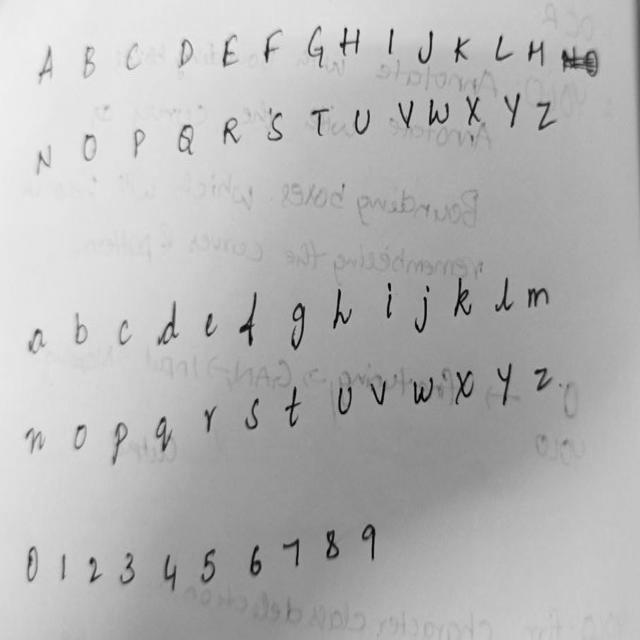 A B C D E F G H I J K L M
N O P Q R S T U V W X Y Z
a b c d e f g h i j k l m
n o p q r s t u v w x y z
0 1 2 3 4 5 6 7 8 9